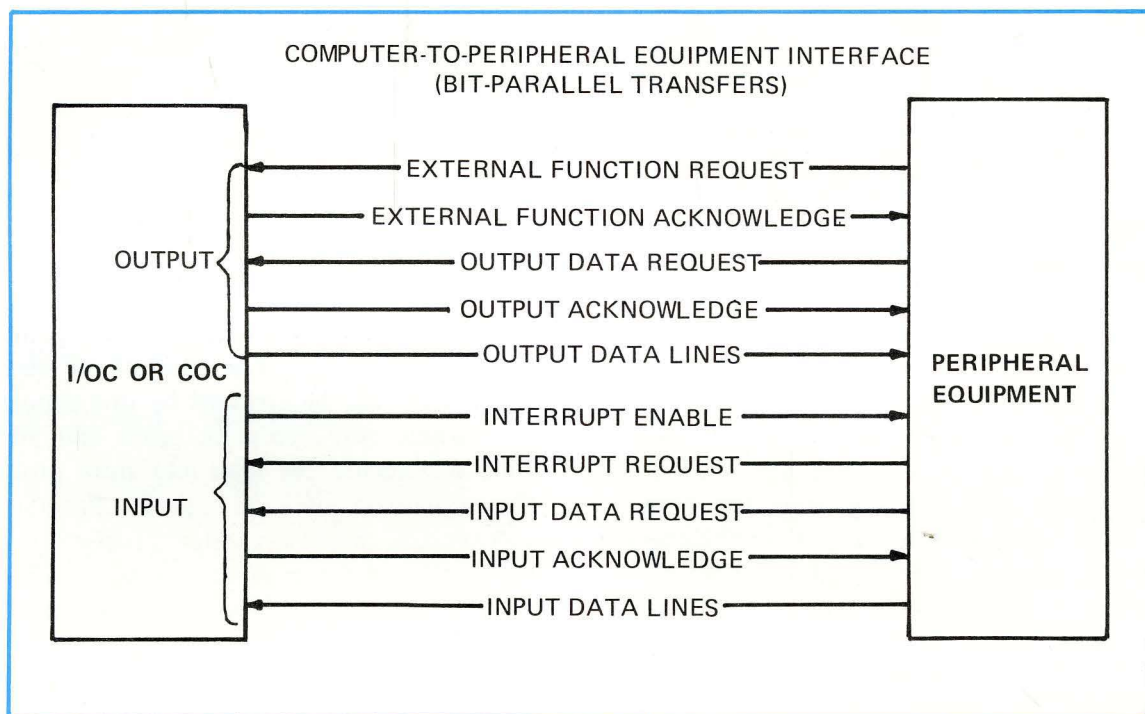 COMPUTER-TO-PERIPHERAL EQUIPMENT INTERFACE
(BIT-PARALLEL TRANSFERS)
EXTERNAL FUNCTION REQUEST
EXTERNAL FUNCTION ACKNOWLEDGE
OUTPUT
OUTPUT DATA REQUEST
OUTPUT ACKNOWLEDGE
OUTPUT DATA LINES
I/OC OR COC
PERIPHERAL
EQUIPMENT
INTERRUPT ENABLE
INTERRUPT REQUEST
INPUT
INPUT DATA REQUEST
INPUT ACKNOWLEDGE
INPUT DATA LINES